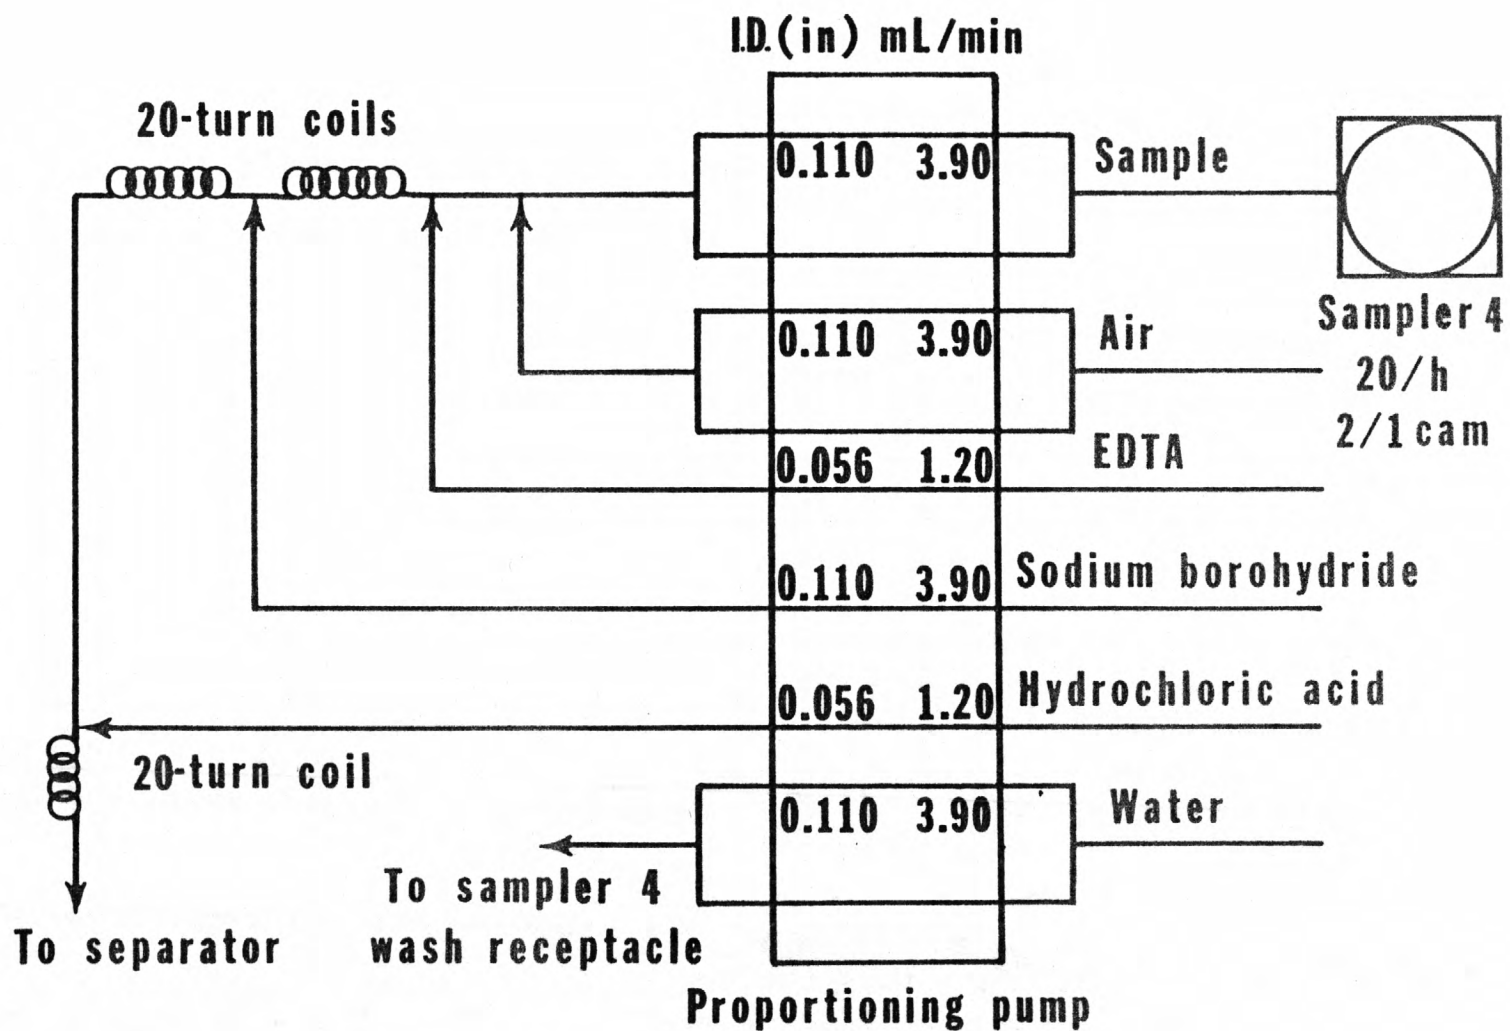 I.D.(in) mL/min
20-turn coils
0.110 3.90 Sample
Sampler 4
20/h
2/1 cam
0.110 3.90 Air
0.056 1.20 EDTA
0.110 3.90 Sodium borohydride
0.056 1.20 Hydrochloric acid
20-turn coil
0.110 3.90 Water
To sampler 4
wash receptacle
To separator
Proportioning pump